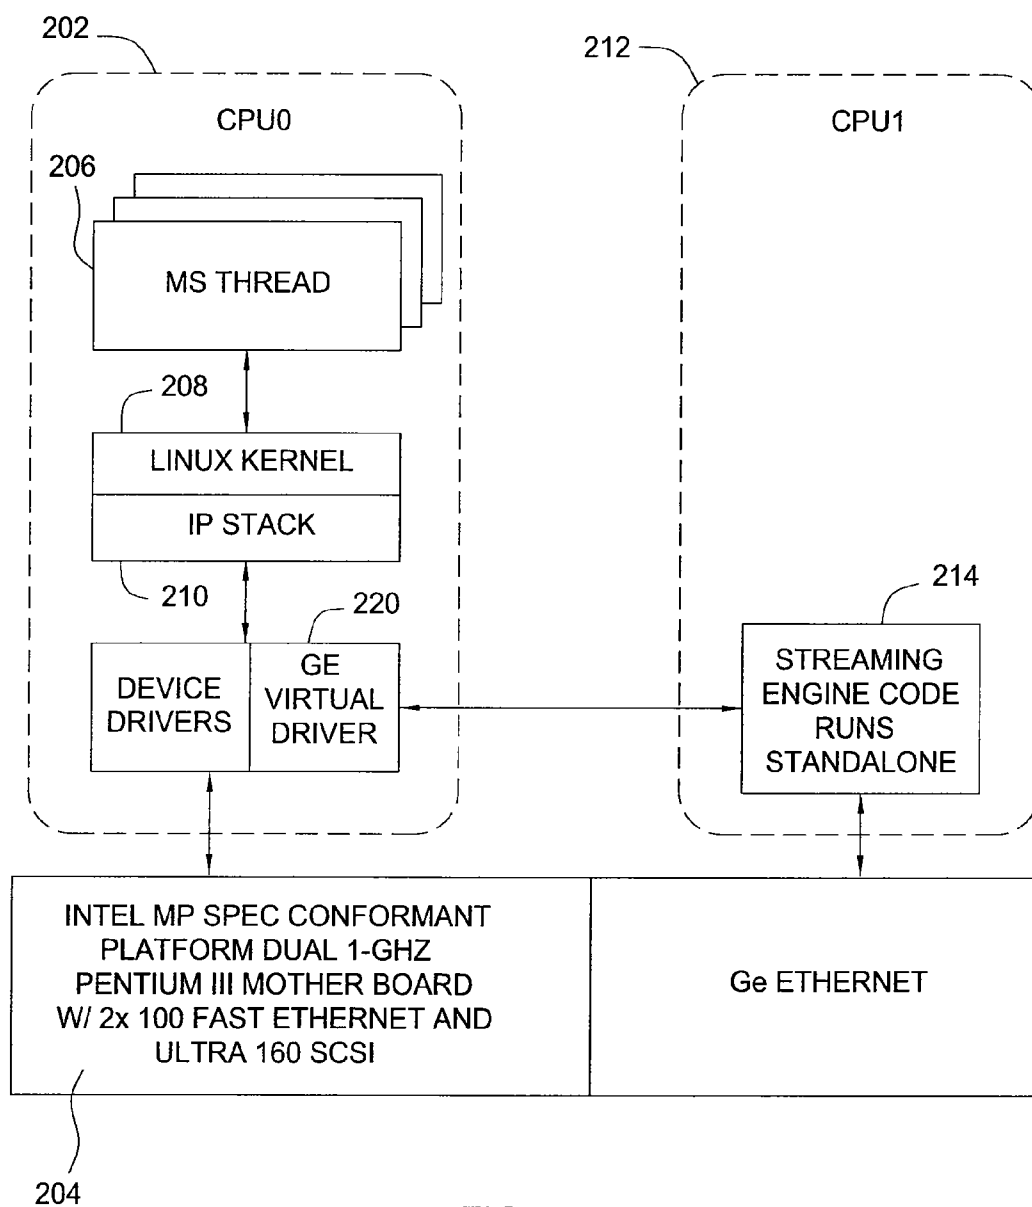 202
212
CPU0
CPU1
206
MS THREAD
208
LINUX KERNEL
IP STACK
210
220
214
DEVICE
DRIVERS
GE
VIRTUAL
DRIVER
STREAMING
ENGINE CODE
RUNS
STANDALONE
INTEL MP SPEC CONFORMANT
PLATFORM DUAL 1-GHZ
PENTIUM III MOTHER BOARD
W/ 2x 100 FAST ETHERNET AND
ULTRA 160 SCSI
Ge ETHERNET
204